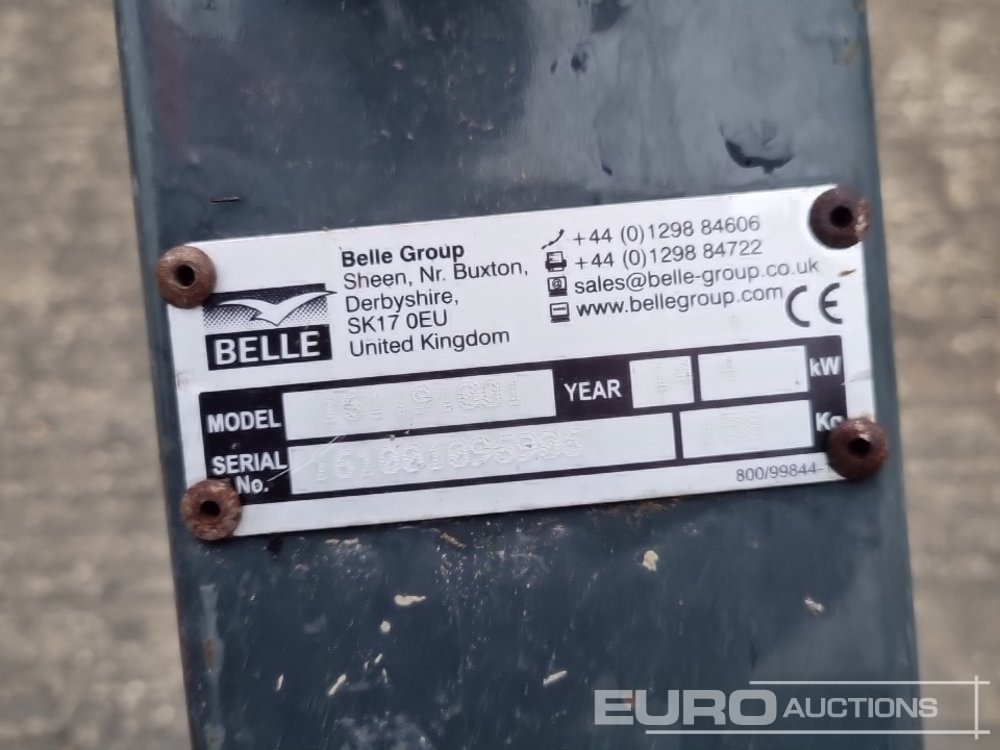 Belle Group
Sheen, Nr. Buxton,
Derbyshire,
SK17 0EU
United Kingdom
+44 (0)1298 84606
+44 (0)1298 84722
sales@belle-group.co.uk
www.bellegroup.com
CE
BELLE
MODEL YEAR kW
SERIAL No. Kg
800/99844-
EURO AUCTIONS